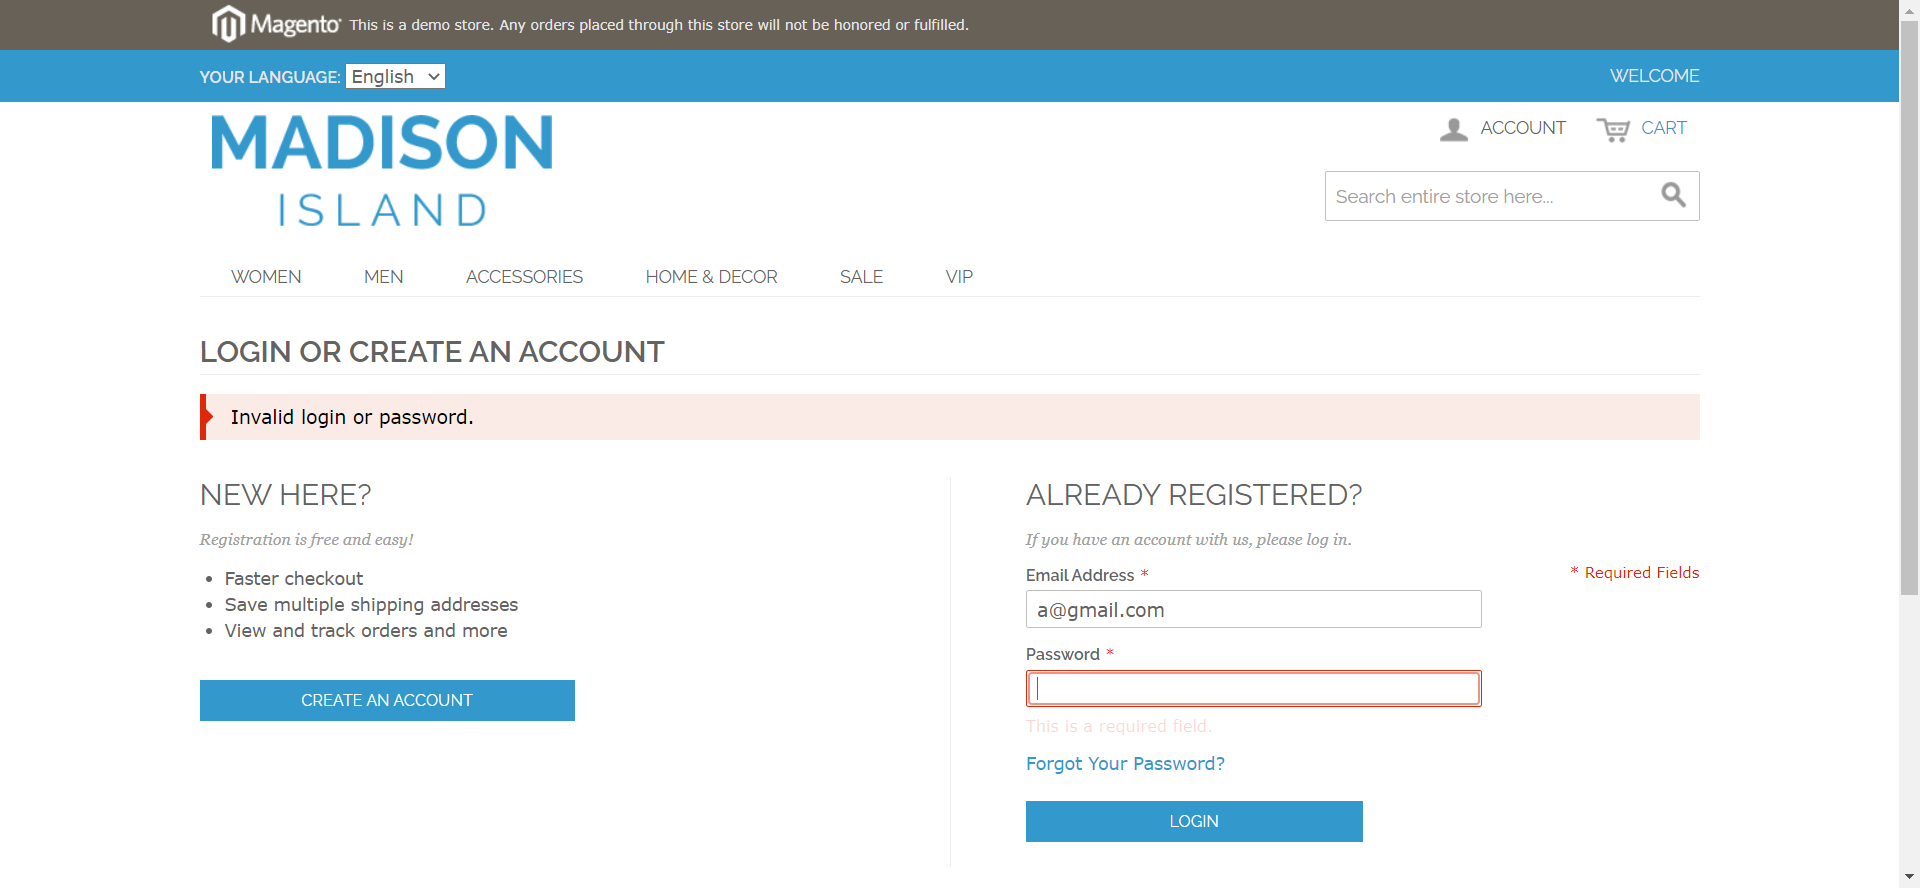 Magento® This is a demo store. Any orders placed through this store will not be honored or fulfilled.
YOUR LANGUAGE: English WELCOME
MADISON
ISLAND
ACCOUNT CART
Search entire store here...
WOMEN MEN ACCESSORIES HOME & DECOR SALE VIP
LOGIN OR CREATE AN ACCOUNT
Invalid login or password.
NEW HERE?
Registration is free and easy!
• Faster checkout
• Save multiple shipping addresses
• View and track orders and more
CREATE AN ACCOUNT
ALREADY REGISTERED?
If you have an account with us, please log in.
Email Address * * Required Fields
a@gmail.com
Password *
This is a required field.
Forgot Your Password?
LOGIN